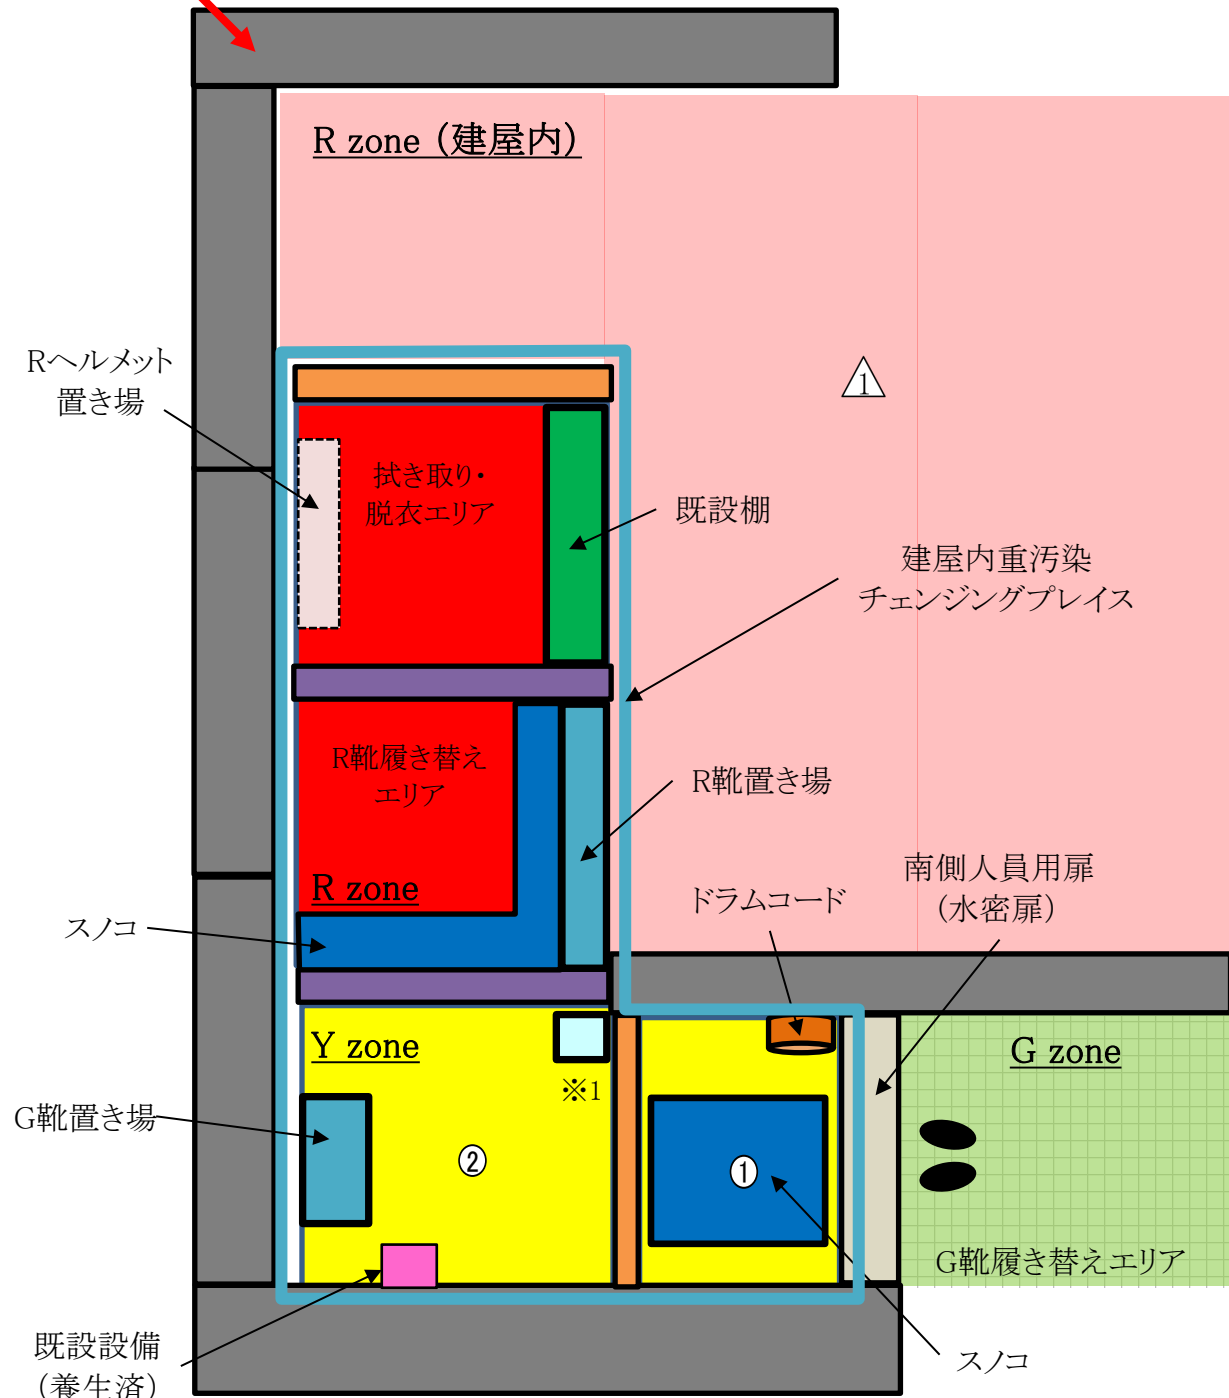 R zone (建屋内)
Rヘルメット
置き場
1
拭き取り・
脱衣エリア
既設棚
建屋内重汚染
チェンジングプレイス
R靴履き替え
エリア
R靴置き場
R zone
ドラムコード
南側人員用扉
(水密扉)
スノコ
Y zone
※1
G zone
G靴置き場
②
①
G靴履き替えエリア
既設設備
(養生済)
スノコ